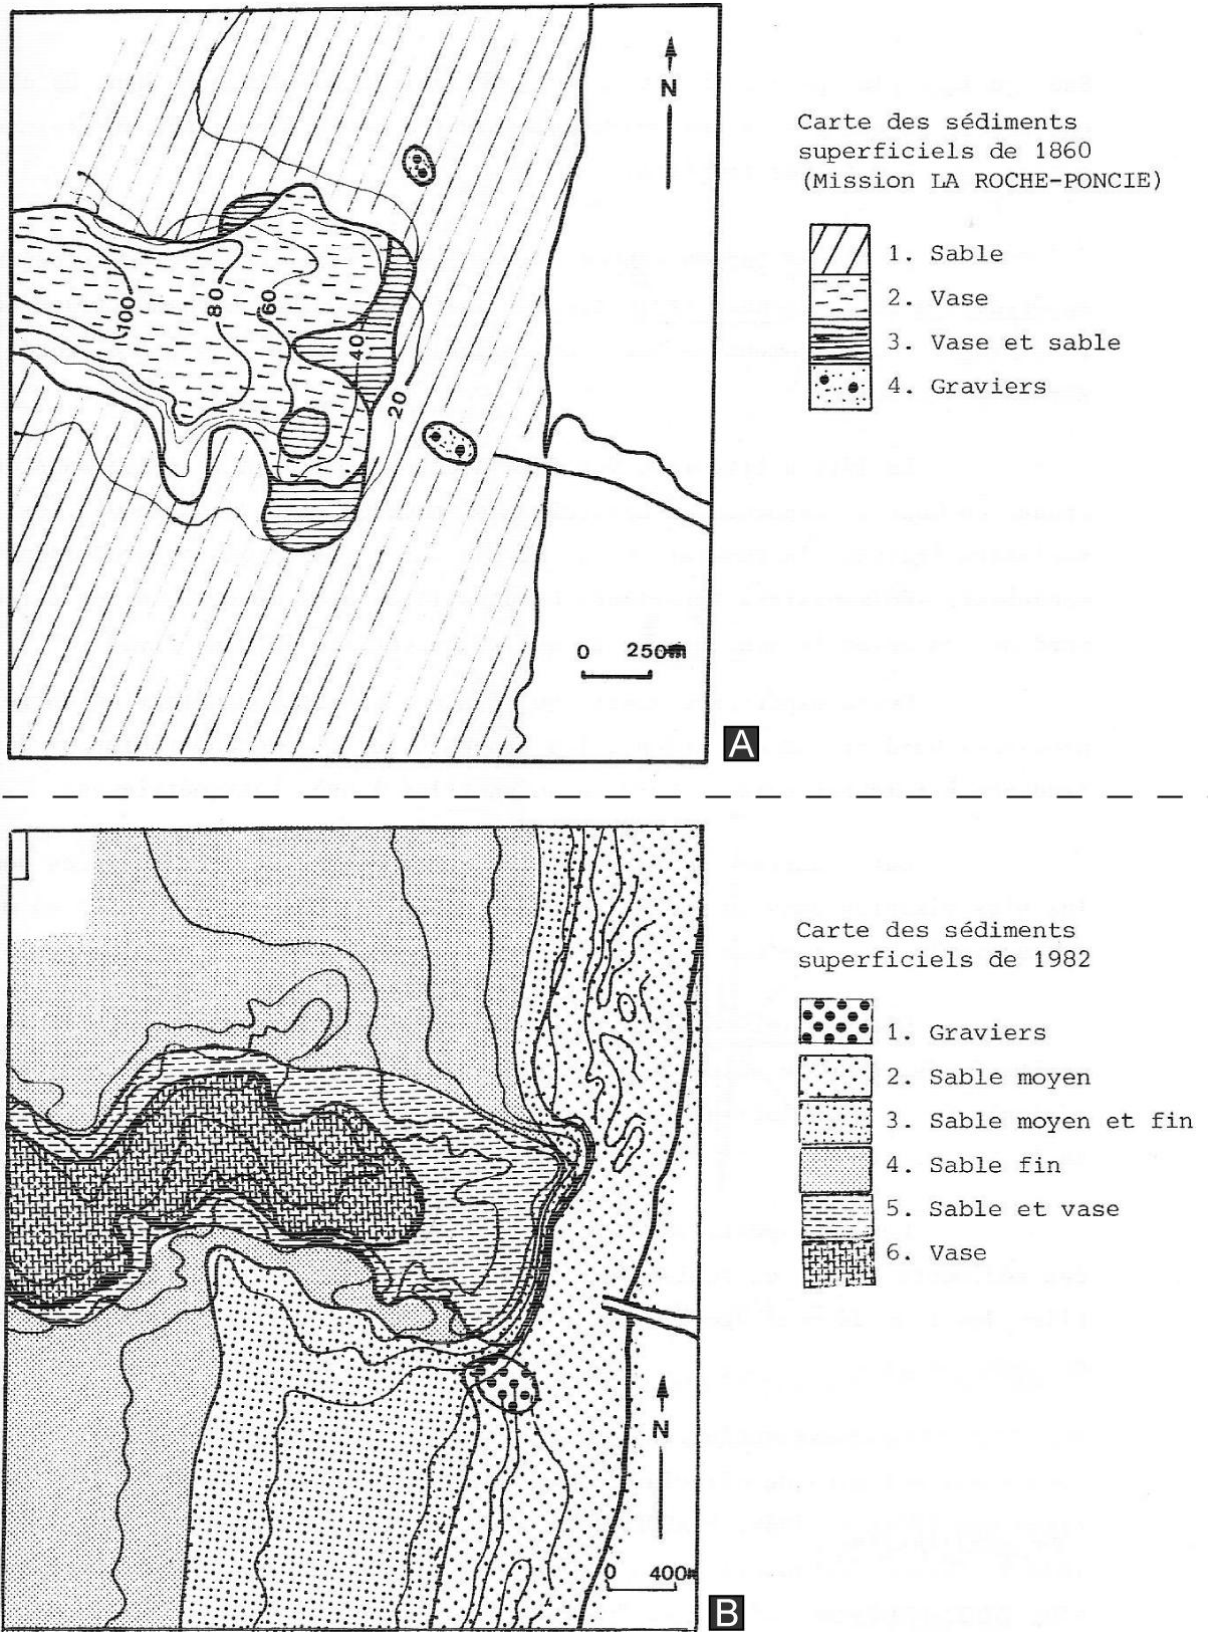 N
Carte des sédiments
superficiels de 1860
(Mission LA ROCHE-PONCIE)
1. Sable
2. Vase
3. Vase et sable
4. Graviers
100
80
60
40
20
0 250m
A
Carte des sédiments
superficiels de 1982
1. Graviers
2. Sable moyen
3. Sable moyen et fin
4. Sable fin
5. Sable et vase
6. Vase
N
0 400m
B